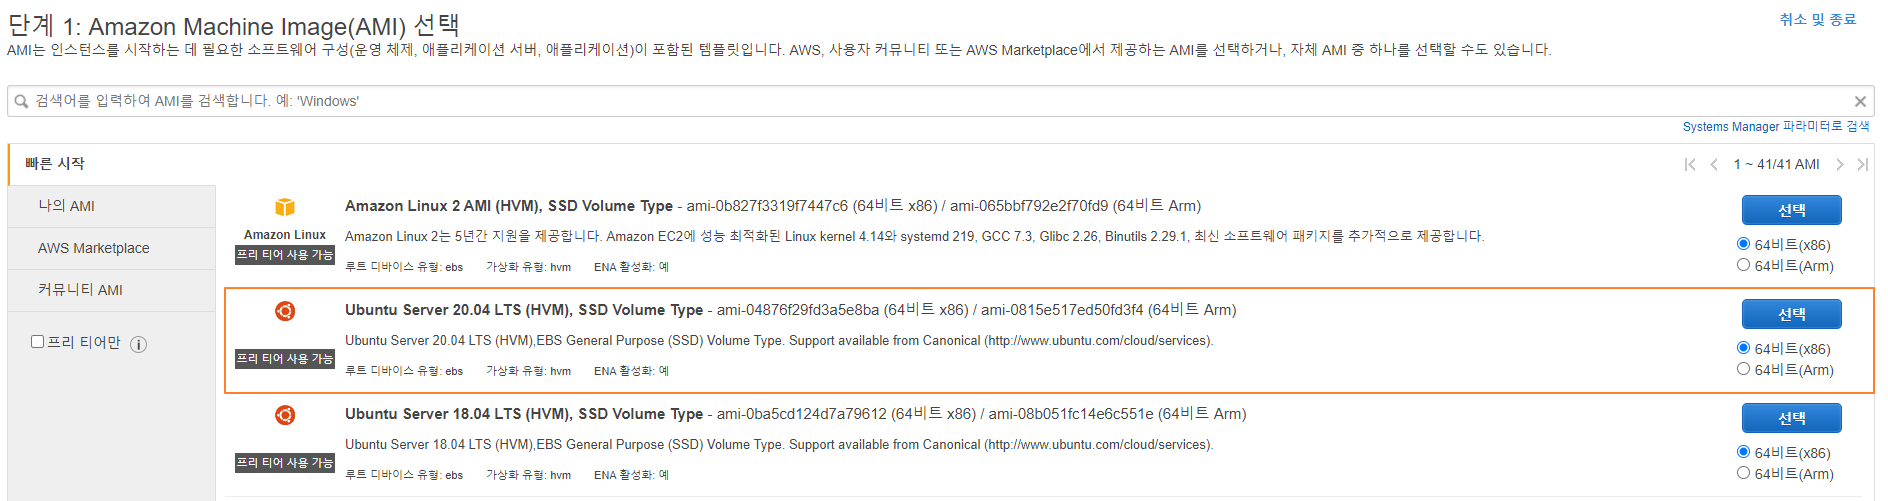 단계 1: Amazon Machine Image(AMI) 선택
취소 및 종료
AMI는 인스턴스를 시작하는 데 필요한 소프트웨어 구성(운영 체제, 애플리케이션 서버, 애플리케이션)이 포함된 템플릿입니다. AWS, 사용자 커뮤니티 또는 AWS Marketplace에서 제공하는 AMI를 선택하거나, 자체 AMI 중 하나를 선택할 수도 있습니다.
검색어를 입력하여 AMI를 검색합니다. 예: 'Windows'
Systems Manager 파라미터로 검색
빠른 시작
1 ~ 41/41 AMI
나의 AMI
AWS Marketplace
커뮤니티 AMI
프리 티어만
Amazon Linux
프리 티어 사용 가능
Amazon Linux 2 AMI (HVM), SSD Volume Type - ami-0b827f3319f7447c6 (64비트 x86) / ami-065bbf792e2f70fd9 (64비트 Arm)
Amazon Linux 2는 5년간 지원을 제공합니다. Amazon EC2에 성능 최적화된 Linux kernel 4.14와 systemd 219, GCC 7.3, Glibc 2.26, Binutils 2.29.1, 최신 소프트웨어 패키지를 추가적으로 제공합니다.
루트 디바이스 유형: ebs 가상화 유형: hvm ENA 활성화: 예
선택
64비트(x86)
64비트(Arm)
프리 티어 사용 가능
Ubuntu Server 20.04 LTS (HVM), SSD Volume Type - ami-04876f29fd3a5e8ba (64비트 x86) / ami-0815e517ed50fd3f4 (64비트 Arm)
Ubuntu Server 20.04 LTS (HVM),EBS General Purpose (SSD) Volume Type. Support available from Canonical (http://www.ubuntu.com/cloud/services).
루트 디바이스 유형: ebs 가상화 유형: hvm ENA 활성화: 예
선택
64비트(x86)
64비트(Arm)
프리 티어 사용 가능
Ubuntu Server 18.04 LTS (HVM), SSD Volume Type - ami-0ba5cd124d7a79612 (64비트 x86) / ami-08b051fc14e6c551e (64비트 Arm)
Ubuntu Server 18.04 LTS (HVM),EBS General Purpose (SSD) Volume Type. Support available from Canonical (http://www.ubuntu.com/cloud/services).
루트 디바이스 유형: ebs 가상화 유형: hvm ENA 활성화: 예
선택
64비트(x86)
64비트(Arm)